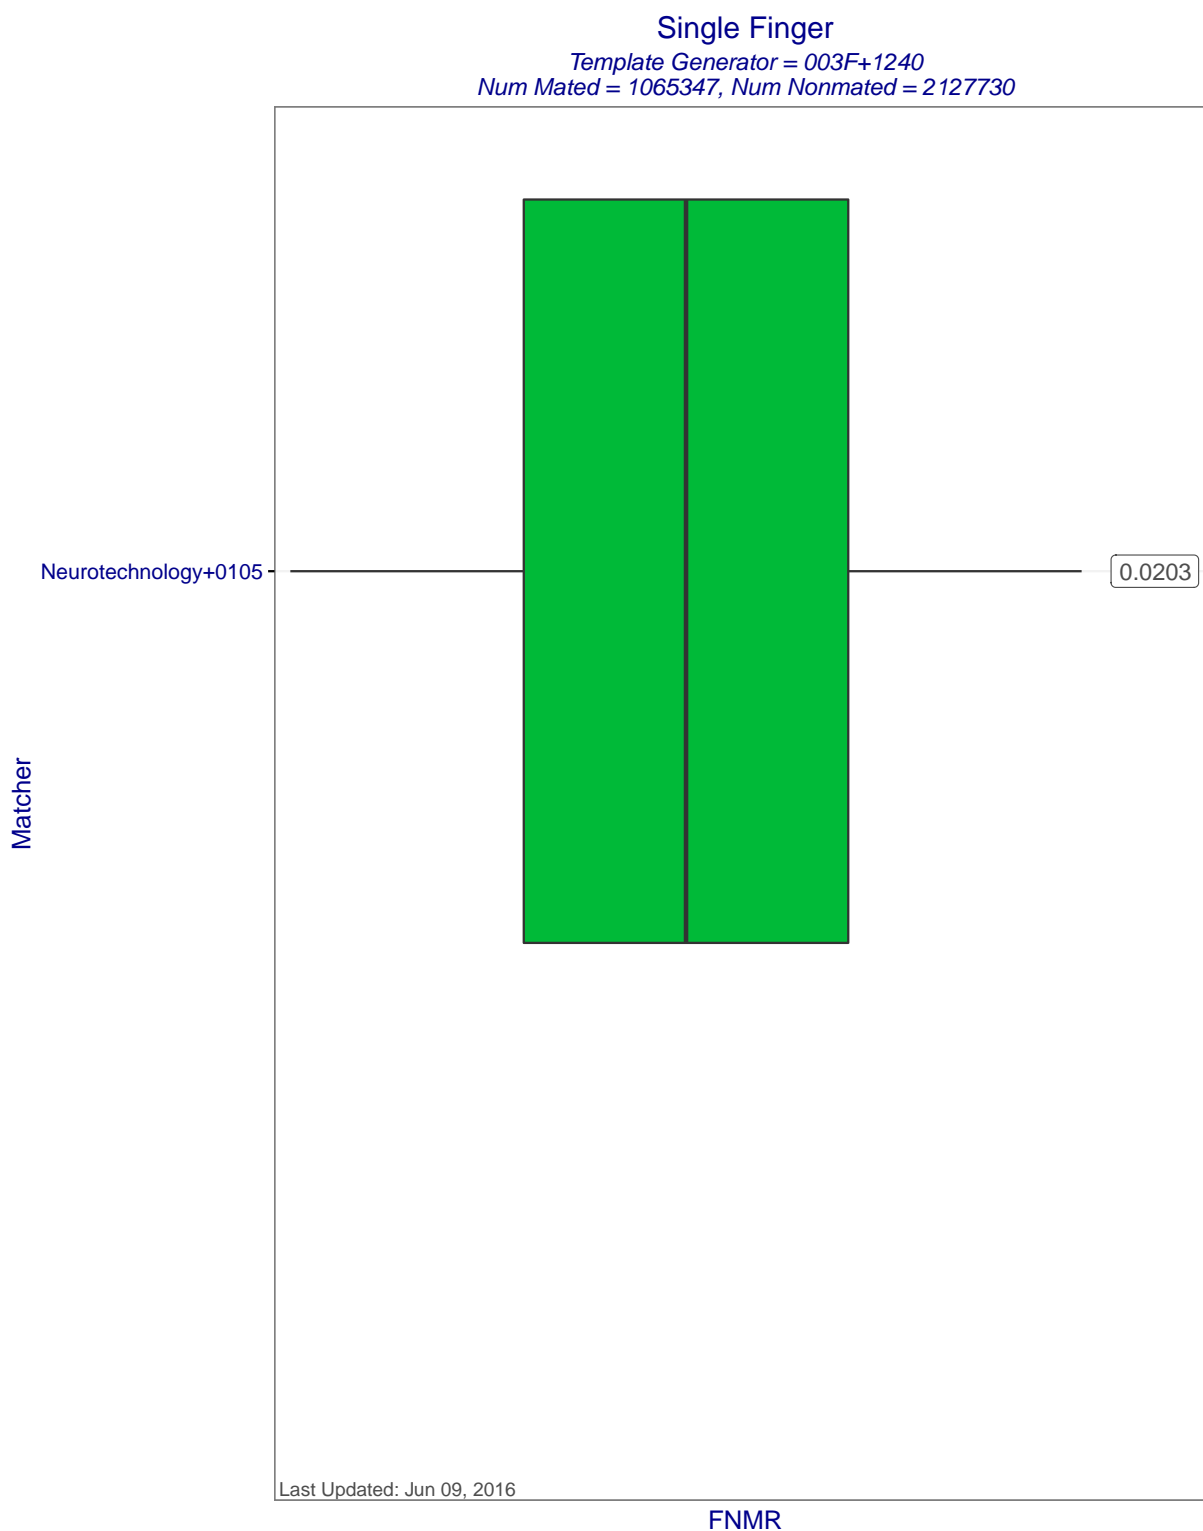 Single Finger
Template Generator = 003F+1240
Num Mated = 1065347, Num Nonmated = 2127730
Neurotechnology+0105
0.0203
Matcher
Last Updated: Jun 09, 2016
FNMR